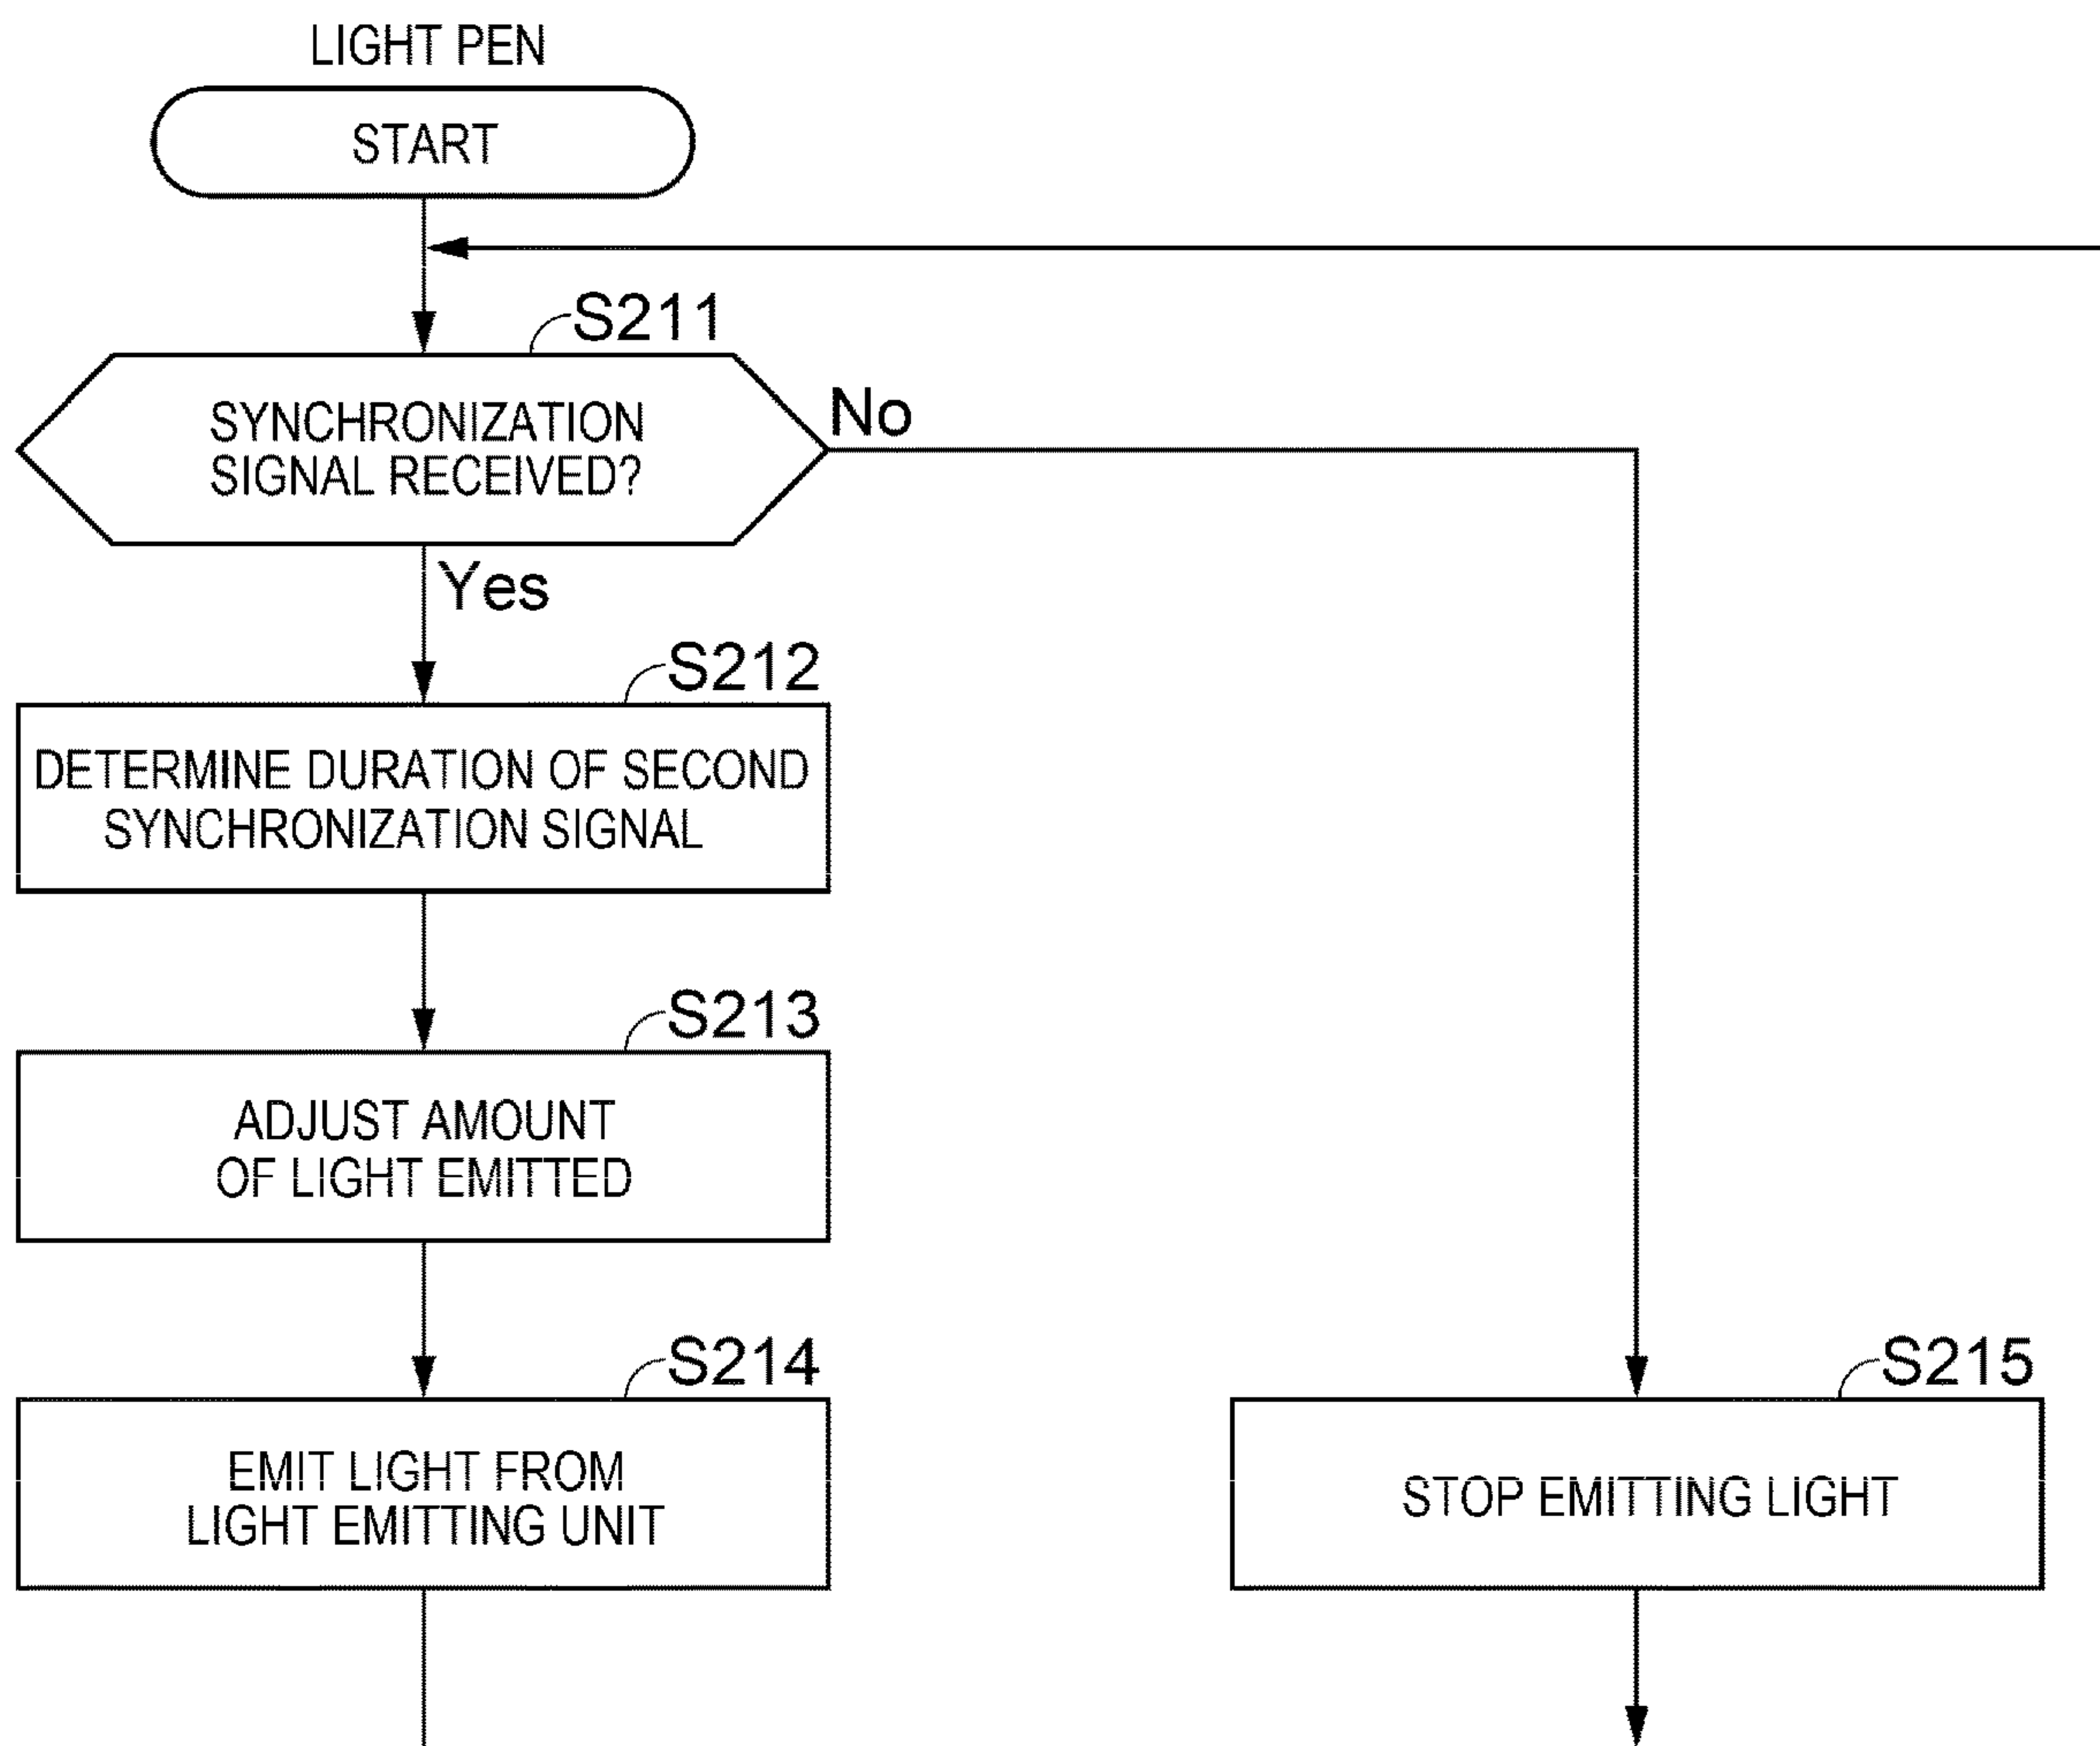 LIGHT PEN
START
S211
SYNCHRONIZATION
SIGNAL RECEIVED?
No
Yes
S212
DETERMINE DURATION OF SECOND
SYNCHRONIZATION SIGNAL
S213
ADJUST AMOUNT
OF LIGHT EMITTED
S214
EMIT LIGHT FROM
LIGHT EMITTING UNIT
S215
STOP EMITTING LIGHT